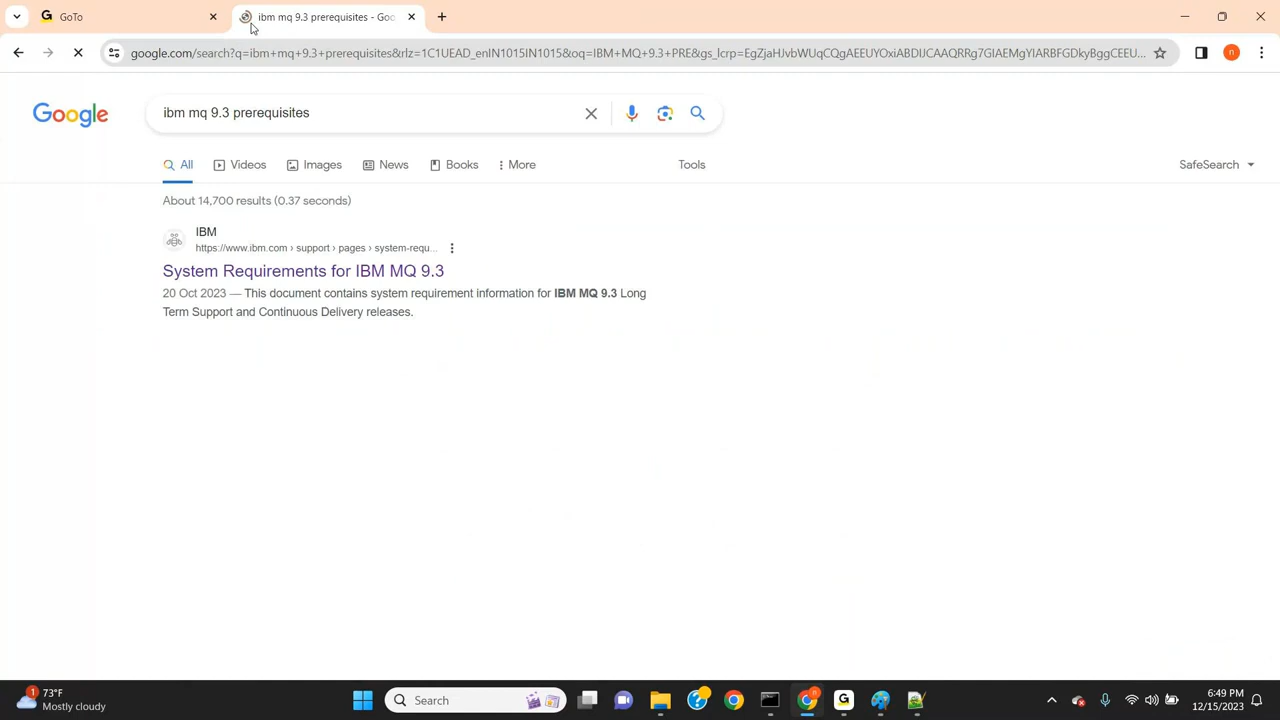 GoTo
ibm mq 9.3 prerequisites - Goo
google.com/search?q=ibm+mq+9.3+prerequisites&rlz=1C1UEAD_enIN1015IN1015&oq=IBM+MQ+9.3+PRE&gs_lcrp=EgZjaHJvbWUqCQgAEEUYOxiABDIJCAAQRRg7GIAEMgYIARBFGDkyBggCEEU...
n
Google
ibm mq 9.3 prerequisites
All
Videos
Images
News
Books
More
Tools
SafeSearch
About 14,700 results (0.37 seconds)
IBM
https://www.ibm.com › support › pages › system-requ...
System Requirements for IBM MQ 9.3
20 Oct 2023 — This document contains system requirement information for IBM MQ 9.3 Long
Term Support and Continuous Delivery releases.
1
73°F
Mostly cloudy
Search
6:49 PM
12/15/2023